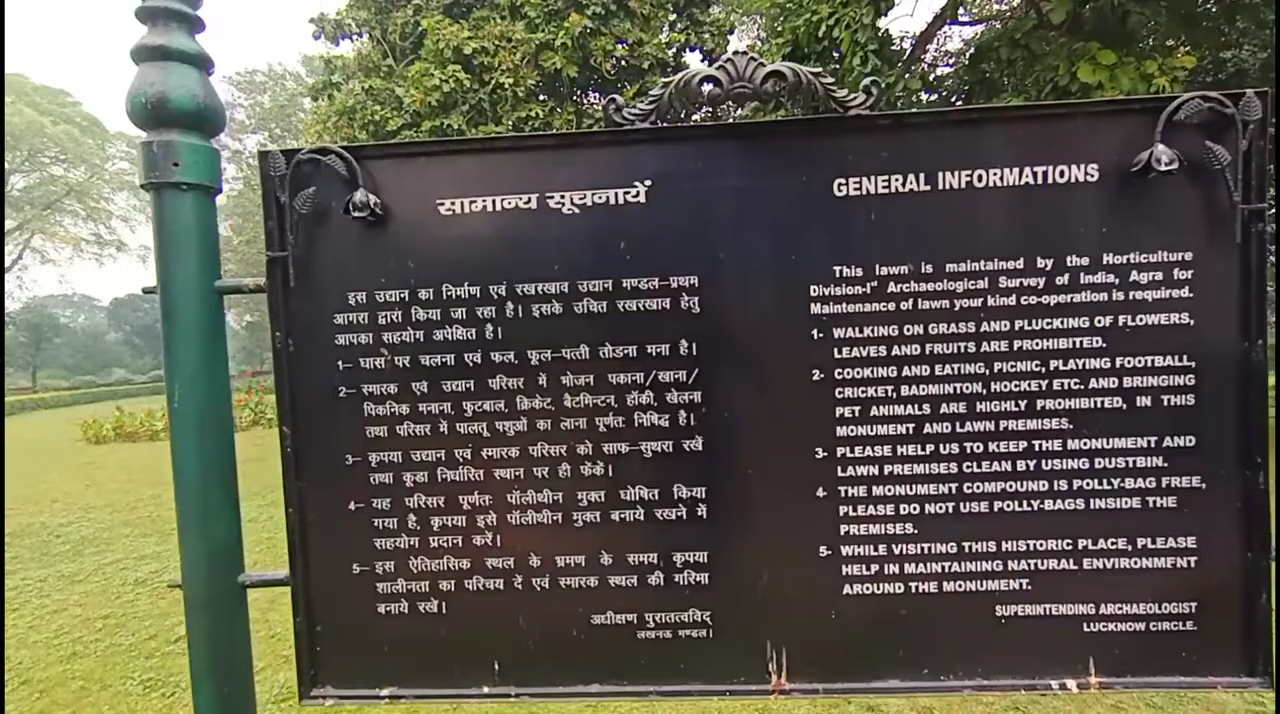 सामान्य सूचनायें
इस उद्यान का निर्माण एवं रखरखाव उद्यान मण्डल–प्रथम
आगरा द्वारा किया जा रहा है। इसके उचित रखरखाव हेतु
आपका सहयोग अपेक्षित है।
1– घास पर चलना एवं फल, फूल–पत्ती तोडना मना है।
2– स्मारक एवं उद्यान परिसर में भोजन पकाना/खाना/
पिकनिक मनाना, फुटबाल, क्रिकेट, बैटमिन्टन, हॉकी, खेलना
तथा परिसर में पालतू पशुओं का लाना पूर्णतः निषिद्ध है।
3– कृपया उद्यान एवं स्मारक परिसर को साफ–सुथरा रखें
तथा कूडा निर्धारित स्थान पर ही फेंकें।
4– यह परिसर पूर्णतः पॉलीथीन मुक्त घोषित किया
गया है, कृपया इसे पॉलीथीन मुक्त बनाये रखने में
सहयोग प्रदान करें।
5– इस ऐतिहासिक स्थल के भ्रमण के समय कृपया
शालीनता का परिचय दें एवं स्मारक स्थल की गरिमा
बनाये रखें।
अधीक्षण पुरातत्वविद्
लखनऊ मण्डल।
GENERAL INFORMATIONS
This lawn is maintained by the Horticulture
Division-Iˢᵗ Archaeological Survey of India, Agra for
Maintenance of lawn your kind co-operation is required.
1- WALKING ON GRASS AND PLUCKING OF FLOWERS,
LEAVES AND FRUITS ARE PROHIBITED.
2- COOKING AND EATING, PICNIC, PLAYING FOOTBALL,
CRICKET, BADMINTON, HOCKEY ETC. AND BRINGING
PET ANIMALS ARE HIGHLY PROHIBITED, IN THIS
MONUMENT AND LAWN PREMISES.
3- PLEASE HELP US TO KEEP THE MONUMENT AND
LAWN PREMISES CLEAN BY USING DUSTBIN.
4- THE MONUMENT COMPOUND IS POLLY-BAG FREE,
PLEASE DO NOT USE POLLY-BAGS INSIDE THE
PREMISES.
5- WHILE VISITING THIS HISTORIC PLACE, PLEASE
HELP IN MAINTAINING NATURAL ENVIRONMENT
AROUND THE MONUMENT.
SUPERINTENDING ARCHAEOLOGIST
LUCKNOW CIRCLE.